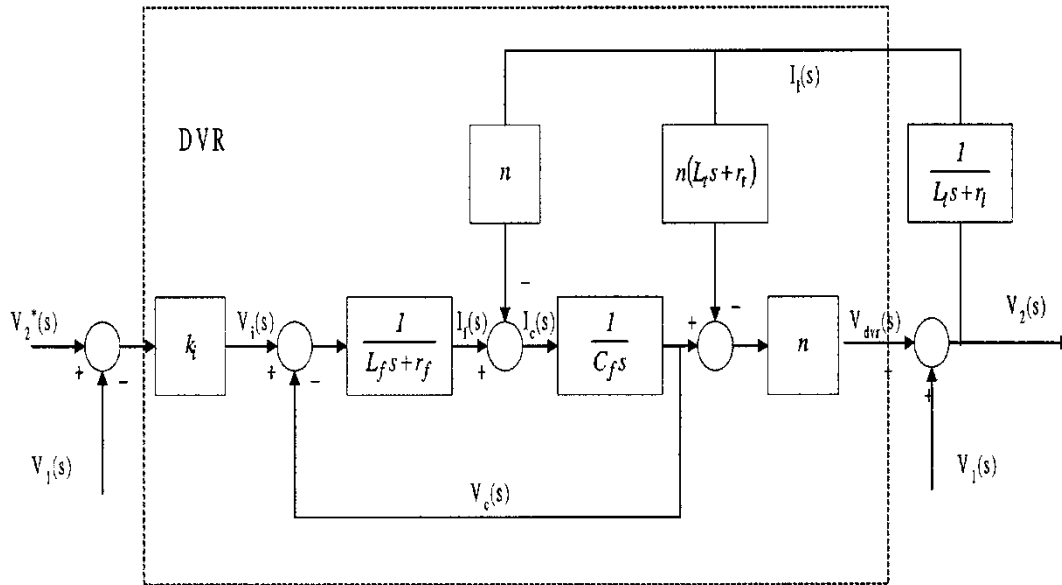 I_l(s)
DVR
n
n(L_t s+r_t)
1
L_l s+r_l
V_2*(s)
+
−
V_1(s)
k_i
V_i(s)
+
−
1
L_f s+r_f
I_f(s)
+
−
I_c(s)
1
C_f s
+
−
n
V_dvr(s)
+
+
V_2(s)
V_1(s)
V_c(s)